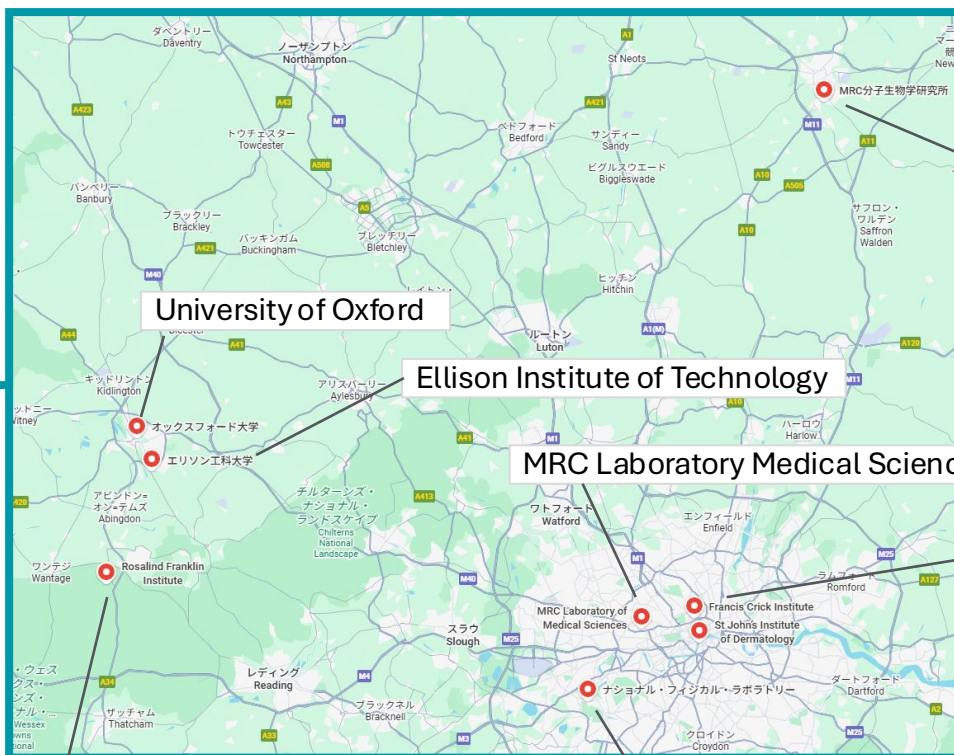 ダベントリー
Daventry
ノーザンプトン
Northampton
A1
St Neots
MRC分子生物学研究所
A423
A43
M1
A421
M11
A11
トウチェスター
Towcester
A508
ベドフォード
Bedford
サンディー
Sandy
ビグルスウエード
Biggleswade
A10
A505
バンベリー
Banbury
ブラックリー
Brackley
A5
ブレッチリー
Bletchley
バッキンガム
Buckingham
A421
A10
サフロン・
ワルデン
Saffron
Walden
M40
ヒッチン
Hitchin
University of Oxford
A44
A41
ルートン
Luton
A1(M)
A120
Ellison Institute of Technology
M11
キッドリントン
Kidlington
アリスバーリー
Aylesbury
A10
オックスフォード大学
エリソン工科大学
A41
M1
ハーロウ
Harlow
MRC Laboratory Medical Scienc
A420
アビンドン=
オン=テムズ
Abingdon
チルターンズ・
ナショナル・
ランドスケイプ
Chilterns
National
Landscape
A413
ワトフォード
Watford
エンフィールド
Enfield
M25
ワンテジ
Wantage
Rosalind Franklin
Institute
M40
M1
A127
Romford
MRC Laboratory of
Medical Sciences
Francis Crick Institute
St John's Institute
of Dermatology
スラウ
Slough
M25
レディング
Reading
M4
A34
ナショナル・フィジカル・ラボラトリー
ダートフォード
Dartford
ザッチャム
Thatcham
ブラックネル
Bracknell
A33
M3
クロイドン
Croydon
M25
A2